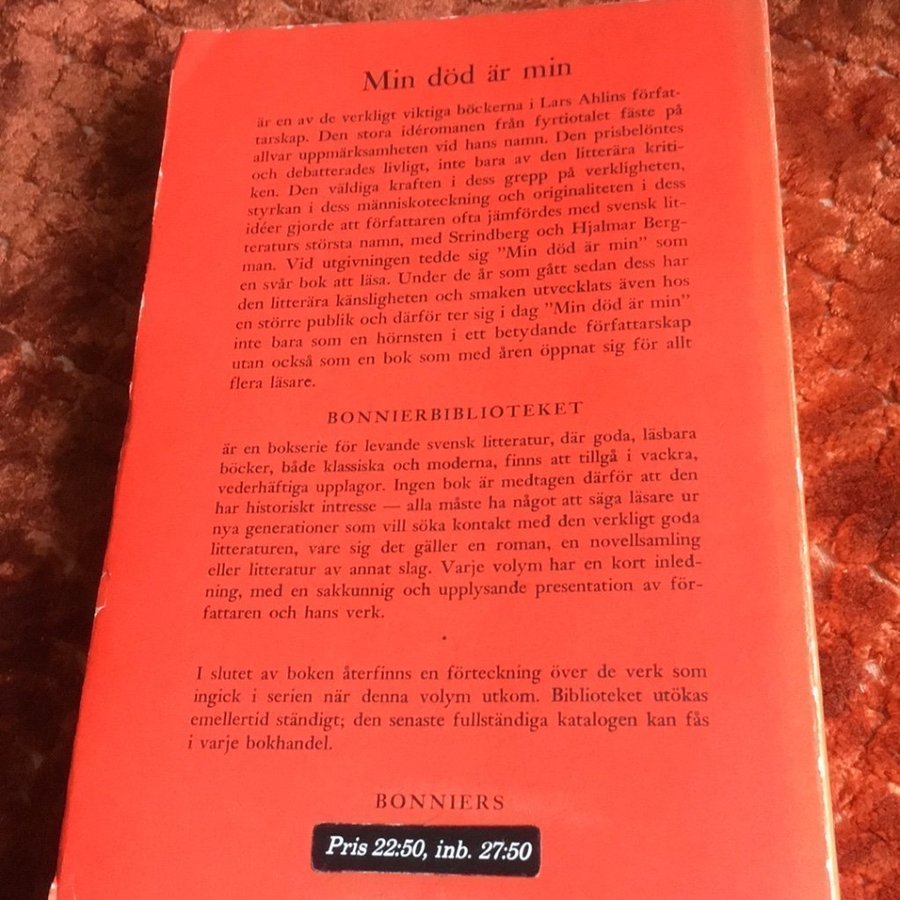 Min död är min
är en av de verkligt viktiga böckerna i Lars Ahlins förfat-
tarskap. Den stora idéromanen från fyrtiotalet fäste på
allvar uppmärksamheten vid hans namn. Den prisbelöntes
och debatterades livligt, inte bara av den litterära kriti-
ken. Den väldiga kraften i dess grepp på verkligheten,
styrkan i dess människoteckning och originaliteten i dess
idéer gjorde att författaren ofta jämfördes med svensk lit-
teraturs största namn, med Strindberg och Hjalmar Berg-
man. Vid utgivningen tedde sig "Min död är min" som
en svår bok att läsa. Under de år som gått sedan dess har
den litterära känsligheten och smaken utvecklats även hos
en större publik och därför ter sig i dag "Min död är min"
inte bara som en hörnsten i ett betydande författarskap
utan också som en bok som med åren öppnat sig för allt
flera läsare.
BONNIERBIBLIOTEKET
är en bokserie för levande svensk litteratur, där goda, läsbara
böcker, både klassiska och moderna, finns att tillgå i vackra,
vederhäftiga upplagor. Ingen bok är medtagen därför att den
har historiskt intresse — alla måste ha något att säga läsare ur
nya generationer som vill söka kontakt med den verkligt goda
litteraturen, vare sig det gäller en roman, en novellsamling
eller litteratur av annat slag. Varje volym har en kort inled-
ning, med en sakkunnig och upplysande presentation av för-
fattaren och hans verk.
I slutet av boken återfinns en förteckning över de verk som
ingick i serien när denna volym utkom. Biblioteket utökas
emellertid ständigt; den senaste fullständiga katalogen kan fås
i varje bokhandel.
BONNIERS
Pris 22:50, inb. 27:50